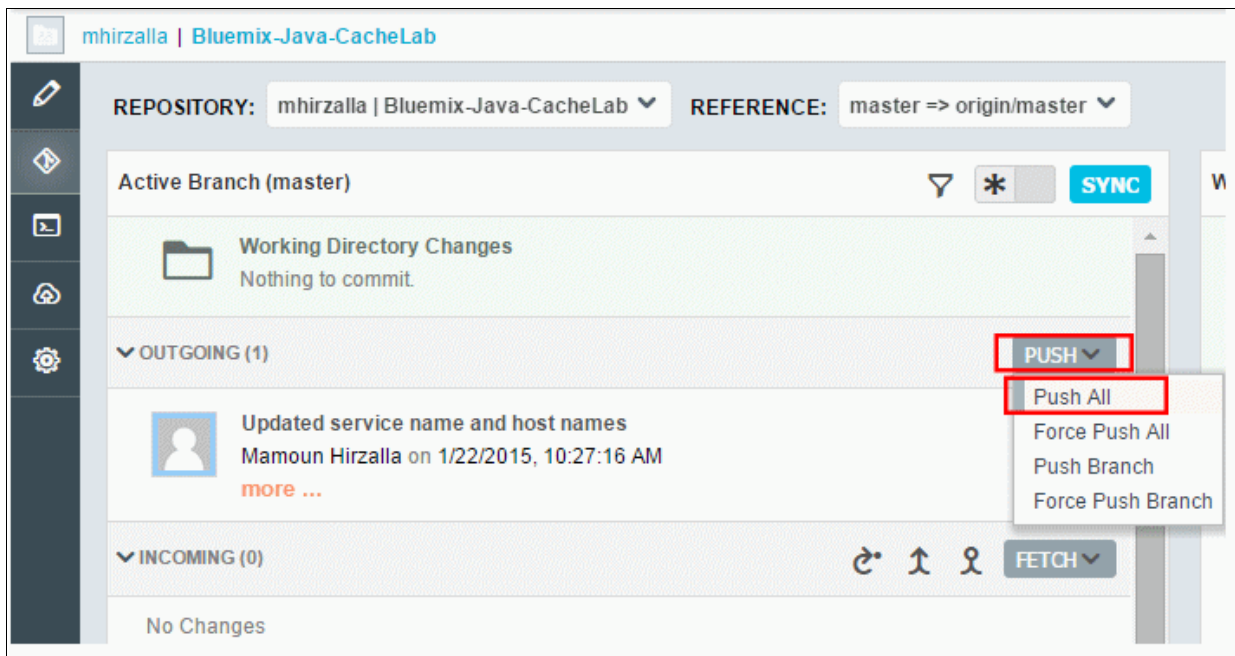 mhirzalla | Bluemix-Java-CacheLab
REPOSITORY: mhirzalla | Bluemix-Java-CacheLab REFERENCE: master => origin/master
Active Branch (master) SYNC W
Working Directory Changes
Nothing to commit.
OUTGOING (1) PUSH
Push All
Updated service name and host names
Force Push All
Mamoun Hirzalla on 1/22/2015, 10:27:16 AM
Push Branch
more ...
Force Push Branch
INCOMING (0) FETCH
No Changes